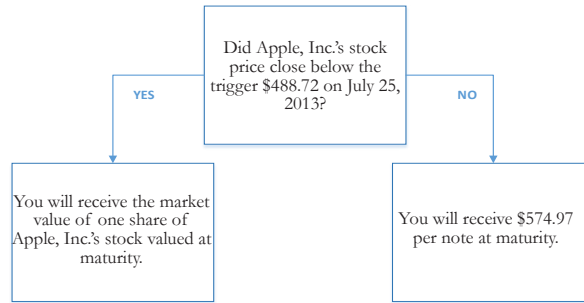 Did Apple, Inc.'s stock
price close below the
trigger $488.72 on July 25,
2013?
YES
NO
You will receive the market
value of one share of
Apple, Inc.'s stock valued at
maturity.
You will receive $574.97
per note at maturity.